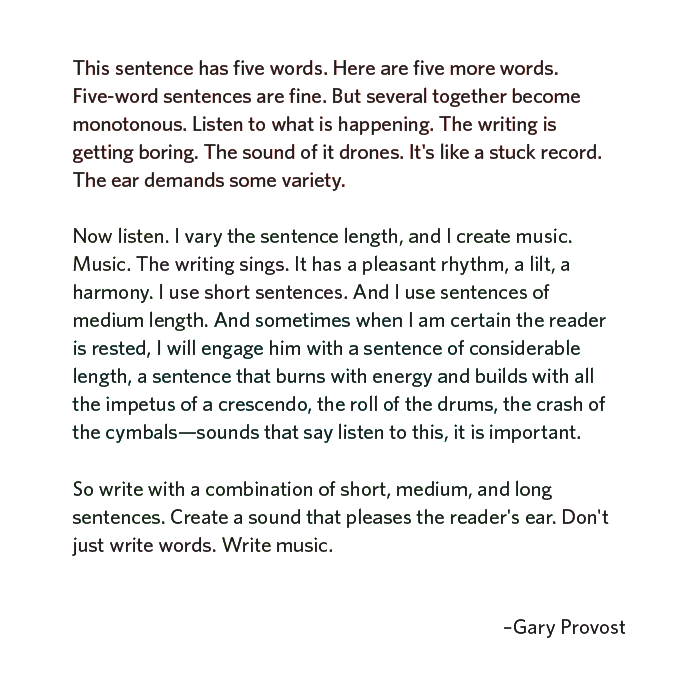 This sentence has five words. Here are five more words.
Five-word sentences are fine. But several together become
monotonous. Listen to what is happening. The writing is
getting boring. The sound of it drones. It's like a stuck record.
The ear demands some variety.
Now listen. I vary the sentence length, and I create music.
Music. The writing sings. It has a pleasant rhythm, a lilt, a
harmony. I use short sentences. And I use sentences of
medium length. And sometimes when I am certain the reader
is rested, I will engage him with a sentence of considerable
length, a sentence that burns with energy and builds with all
the impetus of a crescendo, the roll of the drums, the crash of
the cymbals—sounds that say listen to this, it is important.
So write with a combination of short, medium, and long
sentences. Create a sound that pleases the reader's ear. Don't
just write words. Write music.
–Gary Provost